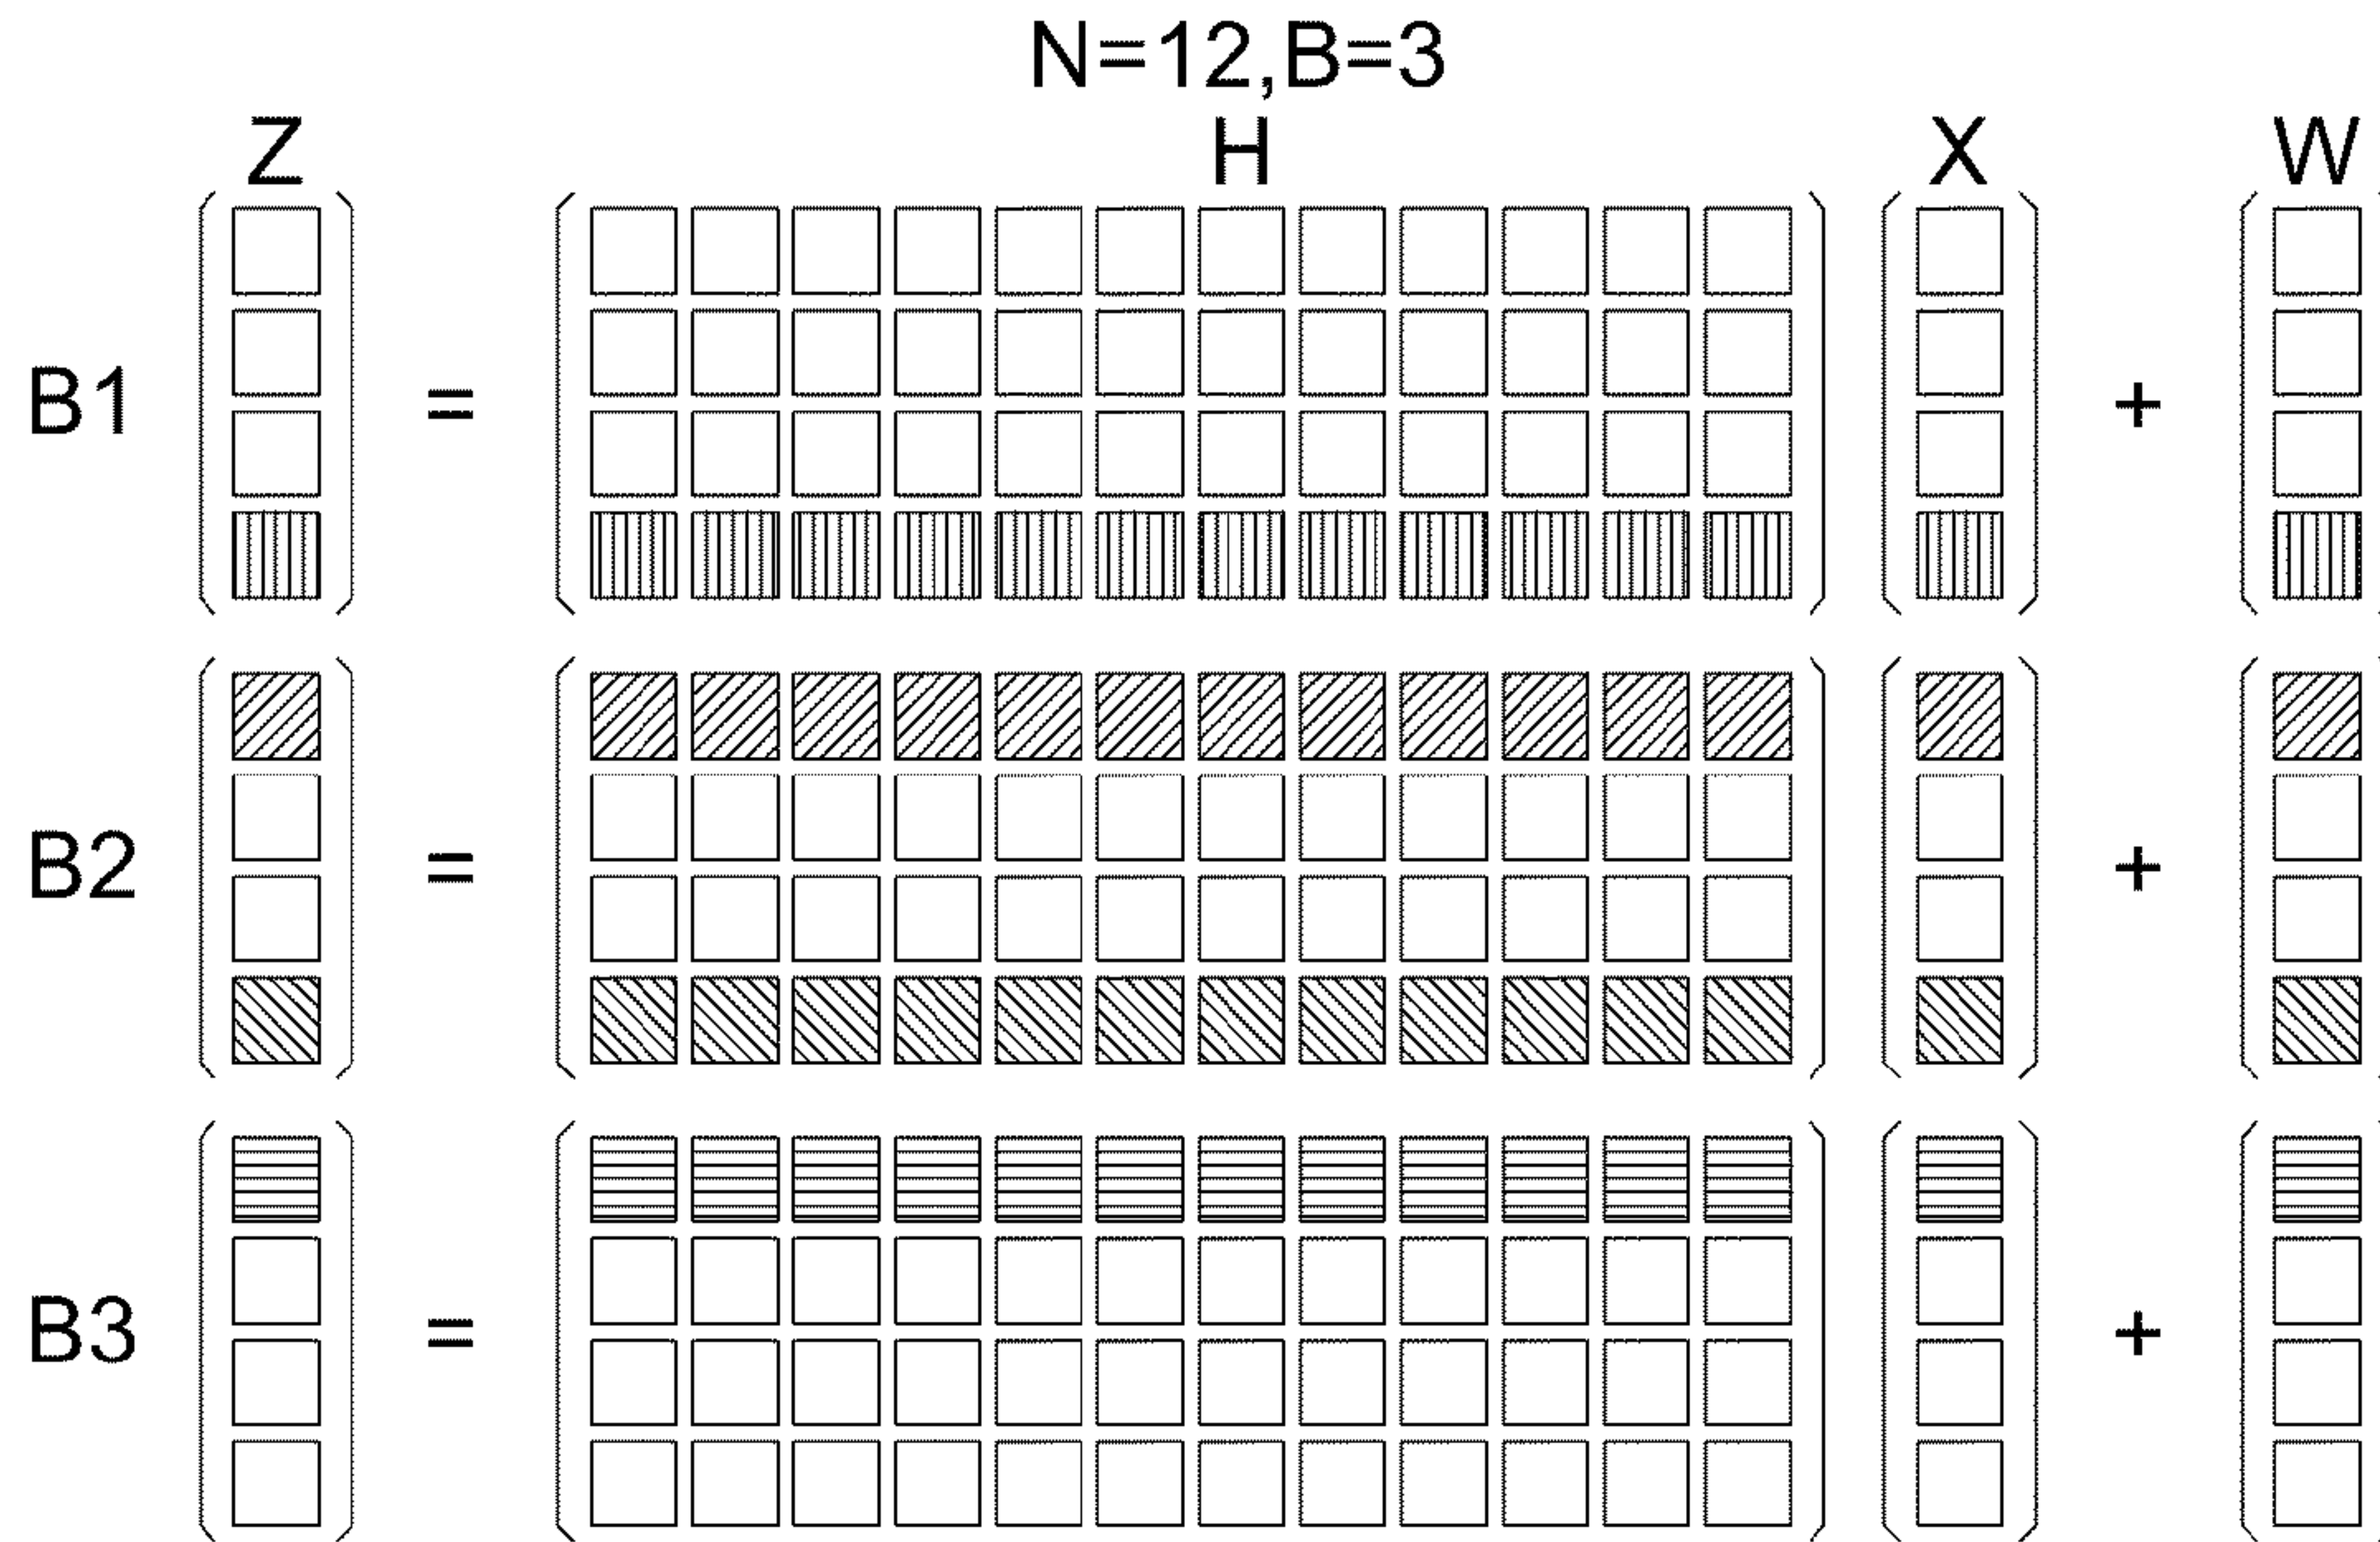 N=12,B=3
Z H X W
B1 = +
B2 = +
B3 = +